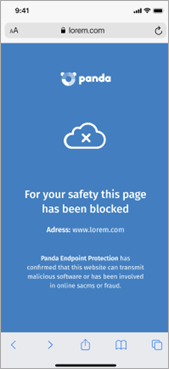 9:41
AA lorem.com
panda
For your safety this page
has been blocked
Adress: www.lorem.com
Panda Endpoint Protection has
confirmed that this website can transmit
malicious software or has been involved
in online sacms or fraud.